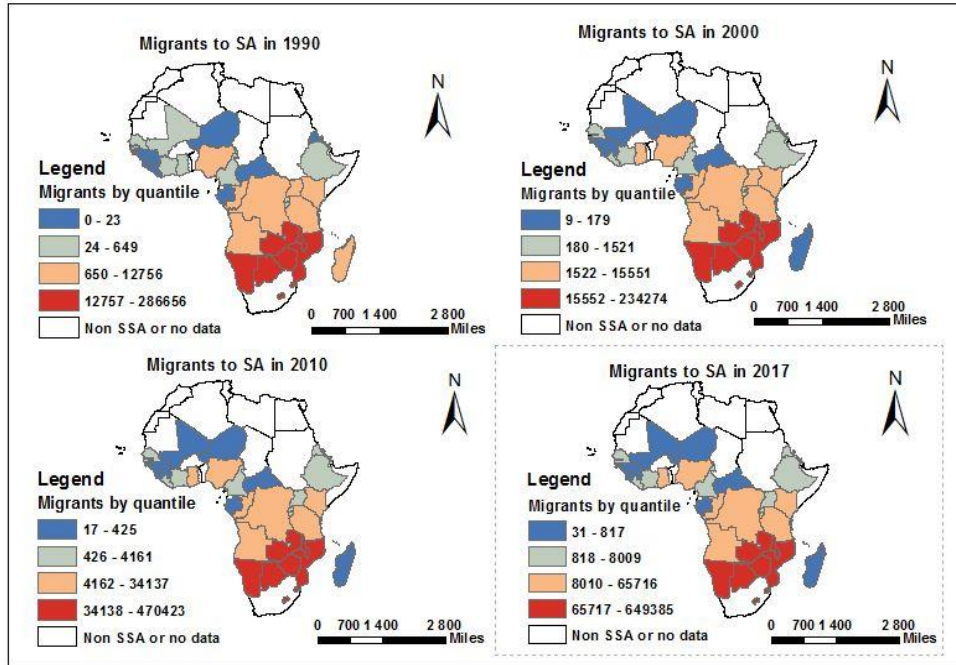 Migrants to SA in 1990
N
Legend
Migrants by quantile
0 - 23
24 - 649
650 - 12756
12757 - 286656
Non SSA or no data
0 700 1 400 2 800
Miles
Migrants to SA in 2000
N
Legend
Migrants by quantile
9 - 179
180 - 1521
1522 - 15551
15552 - 234274
Non SSA or no data
0 700 1 400 2 800
Miles
Migrants to SA in 2010
N
Legend
Migrants by quantile
17 - 425
426 - 4161
4162 - 34137
34138 - 470423
Non SSA or no data
0 700 1 400 2 800
Miles
Migrants to SA in 2017
N
Legend
Migrants by quantile
31 - 817
818 - 8009
8010 - 65716
65717 - 649385
Non SSA or no data
0 700 1 400 2 800
Miles